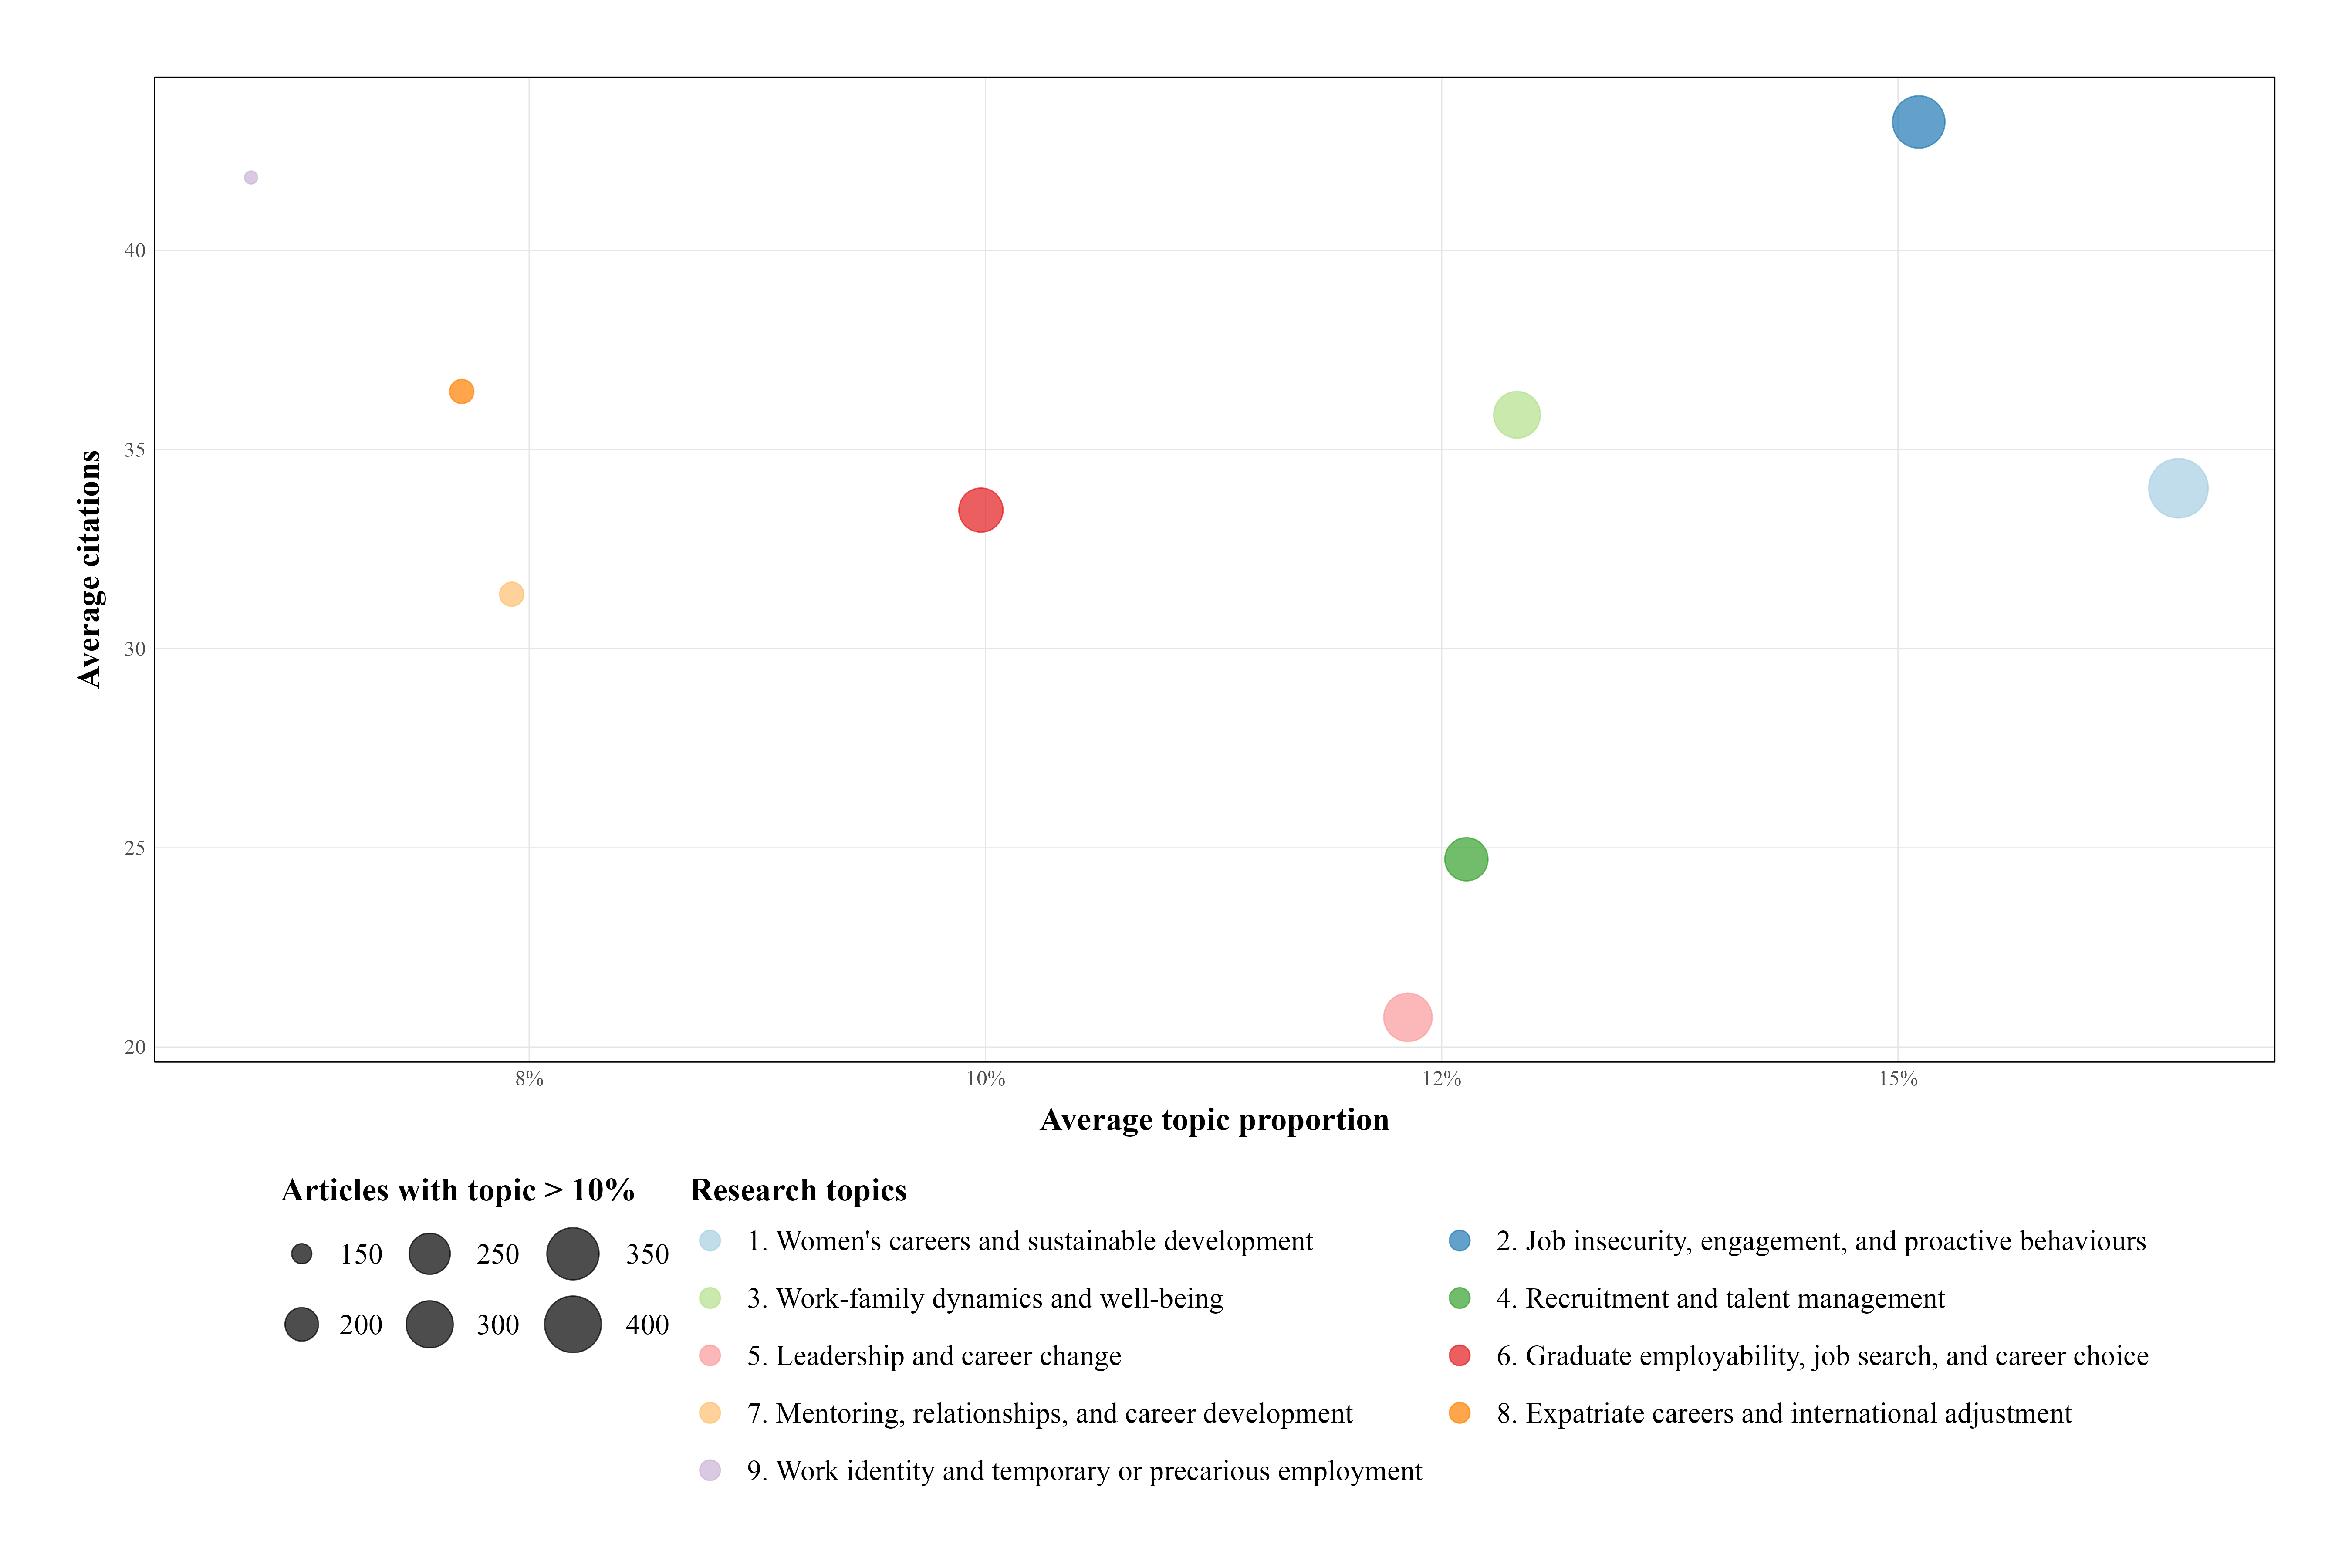 Average citations
40
35
30
25
20
8%
10%
12%
15%
Average topic proportion
Articles with topic > 10%
150
250
350
200
300
400
Research topics
1. Women's careers and sustainable development
2. Job insecurity, engagement, and proactive behaviours
3. Work-family dynamics and well-being
4. Recruitment and talent management
5. Leadership and career change
6. Graduate employability, job search, and career choice
7. Mentoring, relationships, and career development
8. Expatriate careers and international adjustment
9. Work identity and temporary or precarious employment